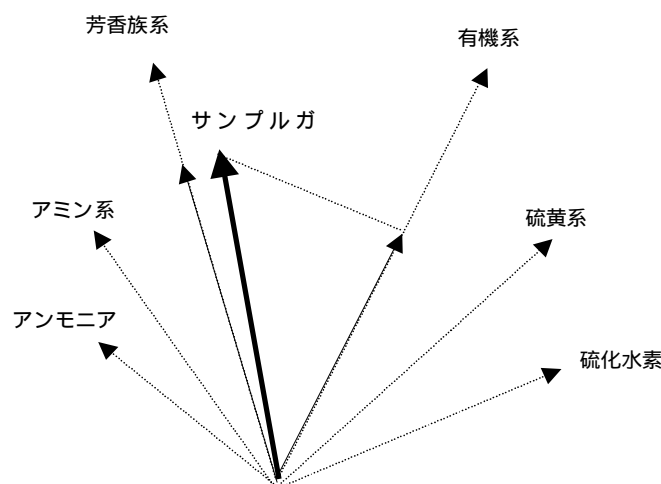 芳香族系
有機系
サンプルガ
アミン系
硫黄系
アンモニア
硫化水素